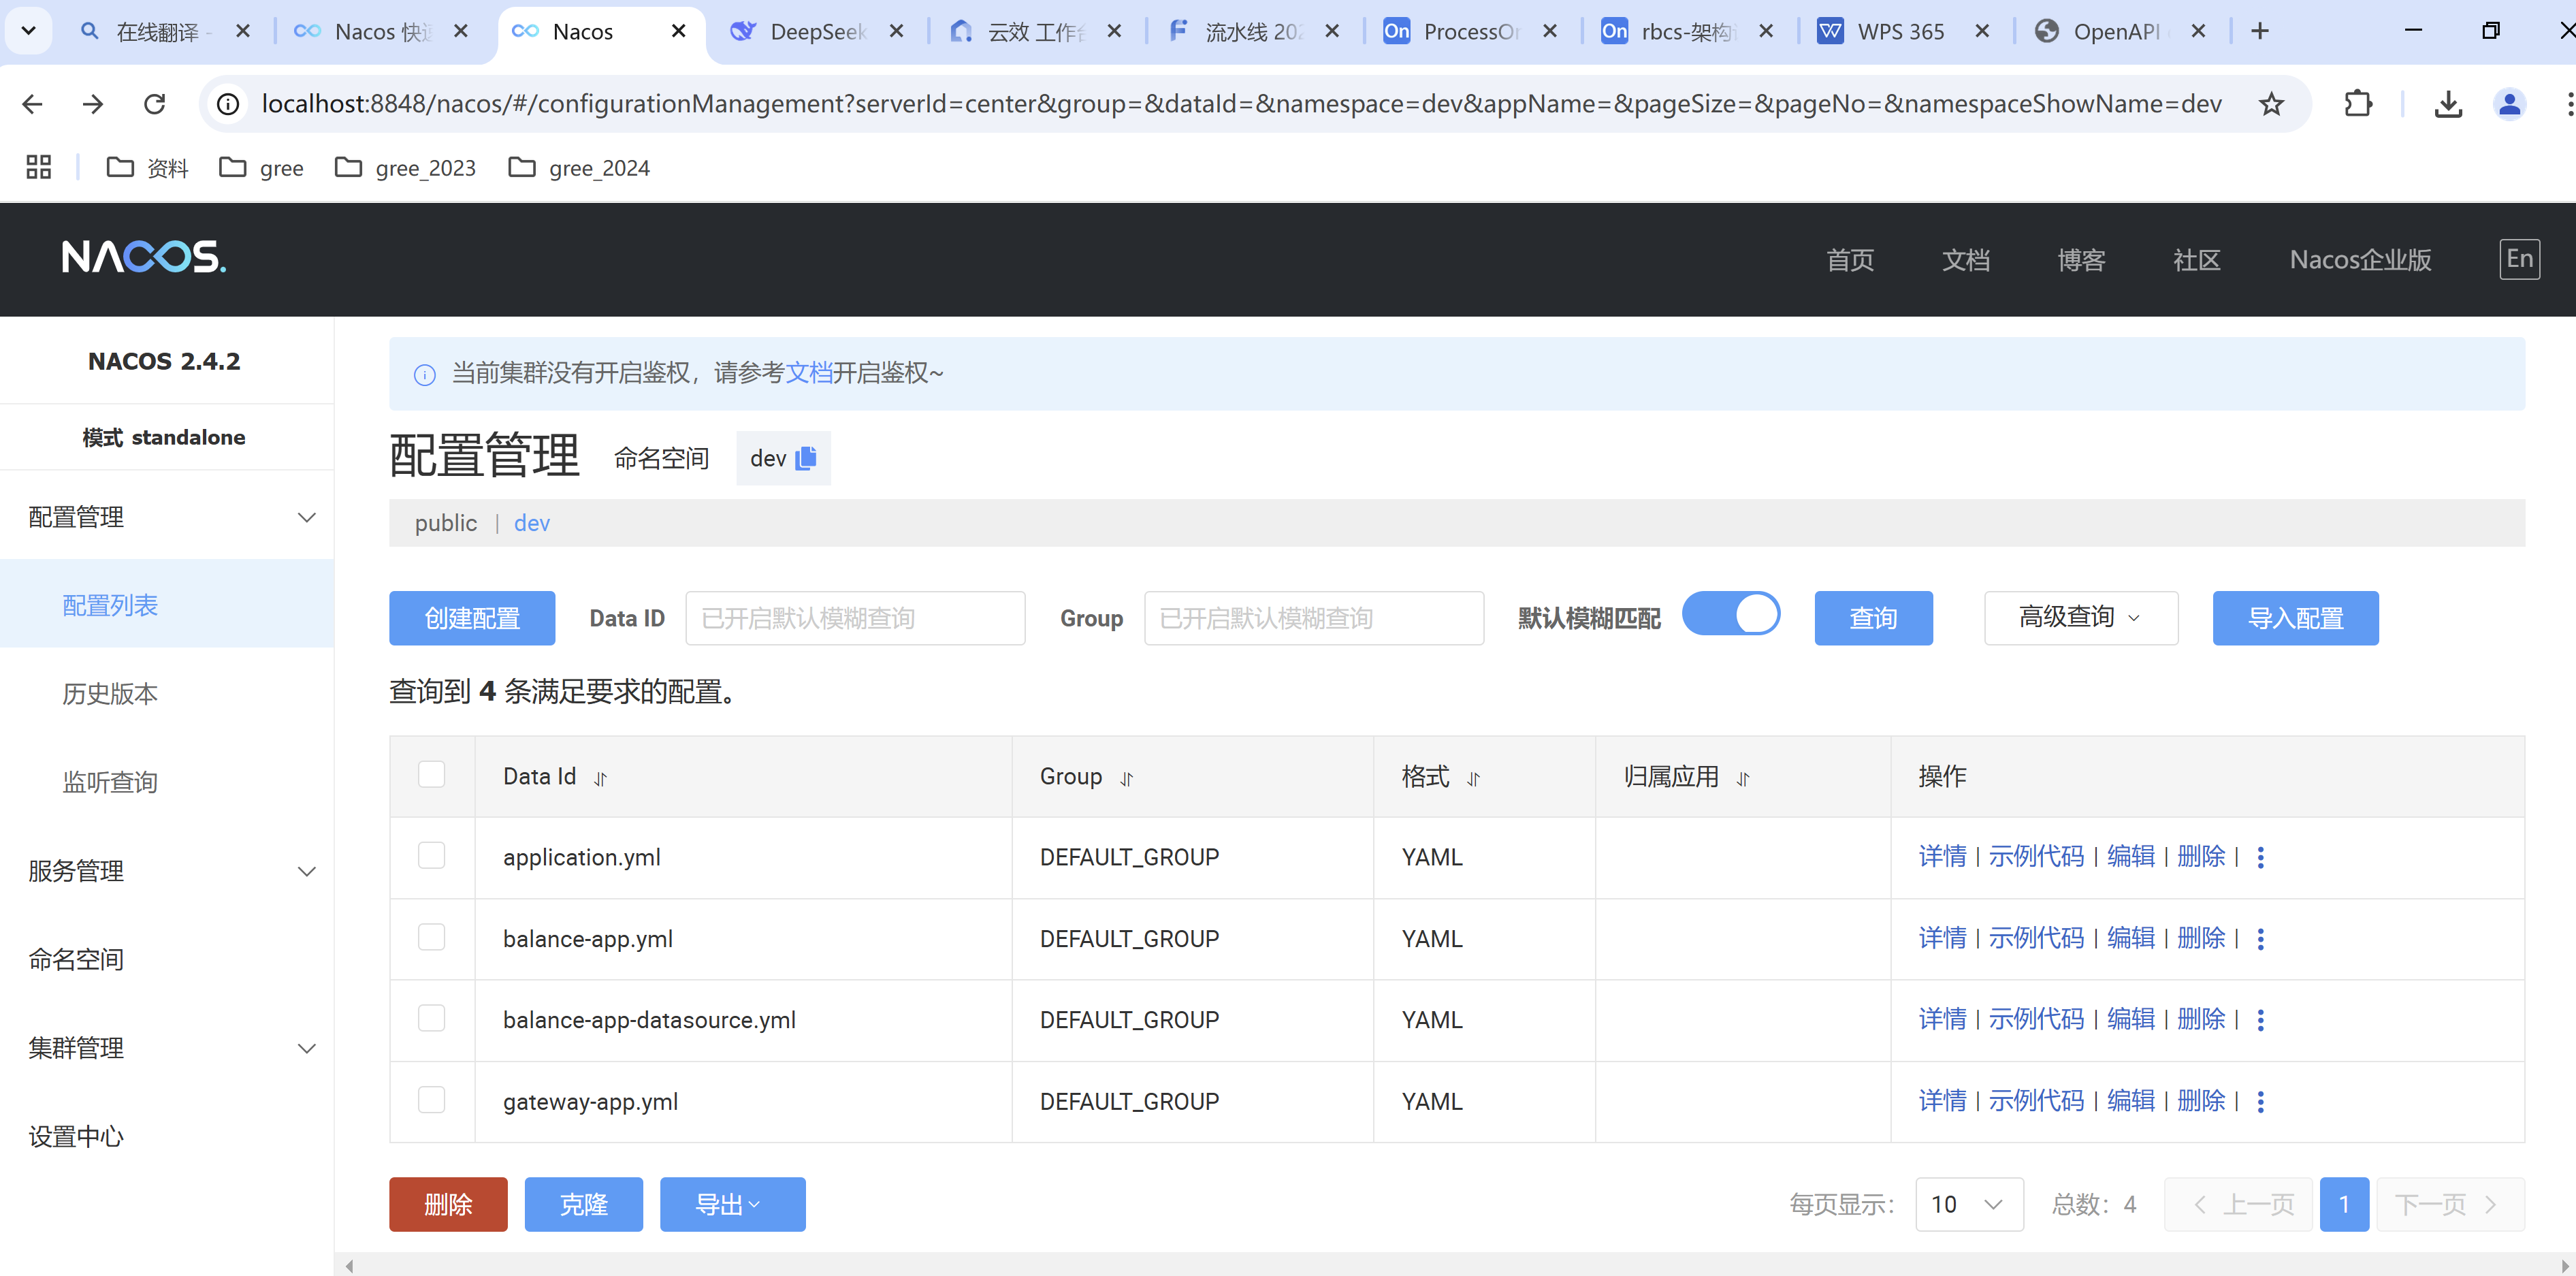 在线翻译 -
Nacos 快速
Nacos
DeepSeek
云效 工作台
流水线 202
ProcessOn
rbcs-架构
WPS 365
OpenAPI
localhost:8848/nacos/#/configurationManagement?serverId=center&group=&dataId=&namespace=dev&appName=&pageSize=&pageNo=&namespaceShowName=dev
资料
gree
gree_2023
gree_2024
NACOS.
首页
文档
博客
社区
Nacos企业版
En
NACOS 2.4.2
模式 standalone
配置管理
配置列表
历史版本
监听查询
服务管理
命名空间
集群管理
设置中心
当前集群没有开启鉴权，请参考文档开启鉴权~
配置管理 命名空间 dev
public | dev
创建配置 Data ID 已开启默认模糊查询 Group 已开启默认模糊查询 默认模糊匹配 查询 高级查询 导入配置
查询到 4 条满足要求的配置。
Data Id Group 格式 归属应用 操作
application.yml DEFAULT_GROUP YAML 详情 | 示例代码 | 编辑 | 删除 |
balance-app.yml DEFAULT_GROUP YAML 详情 | 示例代码 | 编辑 | 删除 |
balance-app-datasource.yml DEFAULT_GROUP YAML 详情 | 示例代码 | 编辑 | 删除 |
gateway-app.yml DEFAULT_GROUP YAML 详情 | 示例代码 | 编辑 | 删除 |
删除 克隆 导出 每页显示： 10 总数：4 上一页 1 下一页